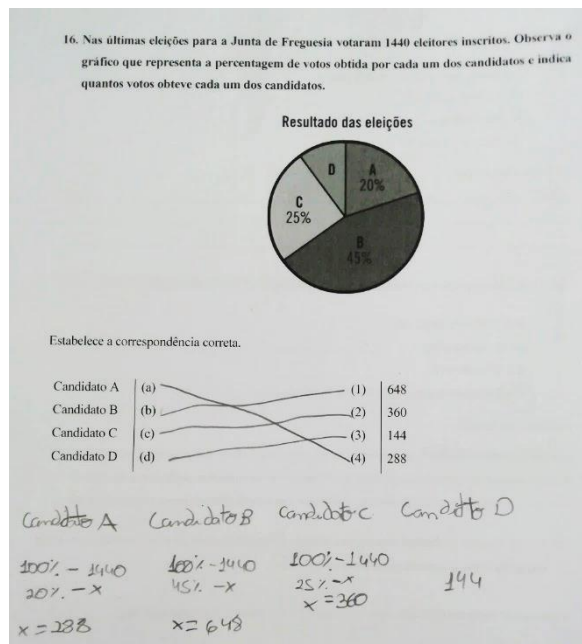 16. Nas últimas eleições para a Junta de Freguesia votaram 1440 eleitores inscritos. Observa o
gráfico que representa a percentagem de votos obtida por cada um dos candidatos e indica
quantos votos obteve cada um dos candidatos.
Resultado das eleições
D
A
20%
C
25%
B
45%
Estabelece a correspondência correta.
Candidato A (a) (1) 648
Candidato B (b) (2) 360
Candidato C (c) (3) 144
Candidato D (d) (4) 288
Candidato A Candidato B Candidato C Candidato D
100% - 1440 100% - 1440 100% - 1440
20% - x 45% - x 25% - x 144
x = 288 x = 648 x = 360